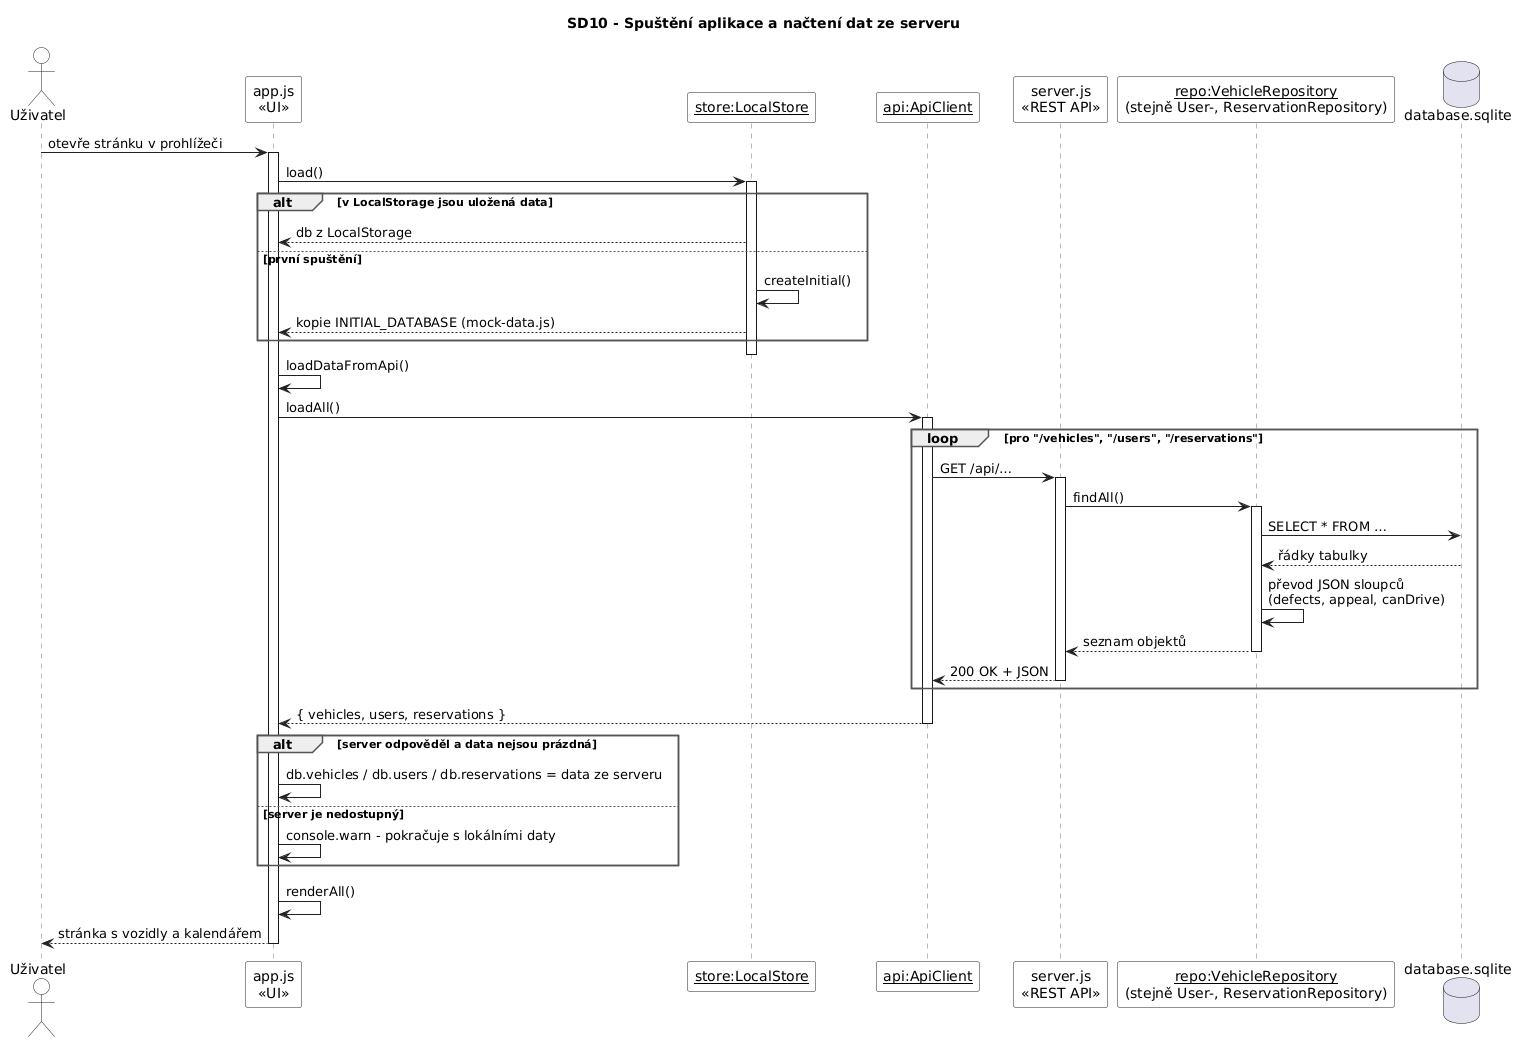 SD10 - Spuštění aplikace a načtení dat ze serveru
Uživatel
app.js
«UI»
store:LocalStore
api:ApiClient
server.js
«REST API»
repo:VehicleRepository
(stejně User-, ReservationRepository)
database.sqlite
otevře stránku v prohlížeči
load()
alt [v LocalStorage jsou uložená data]
db z LocalStorage
[první spuštění]
createInitial()
kopie INITIAL_DATABASE (mock-data.js)
loadDataFromApi()
loadAll()
loop [pro "/vehicles", "/users", "/reservations"]
GET /api/...
findAll()
SELECT * FROM ...
řádky tabulky
převod JSON sloupců
(defects, appeal, canDrive)
seznam objektů
200 OK + JSON
{ vehicles, users, reservations }
alt [server odpověděl a data nejsou prázdná]
db.vehicles / db.users / db.reservations = data ze serveru
[server je nedostupný]
console.warn - pokračuje s lokálními daty
renderAll()
stránka s vozidly a kalendářem
Uživatel
app.js
«UI»
store:LocalStore
api:ApiClient
server.js
«REST API»
repo:VehicleRepository
(stejně User-, ReservationRepository)
database.sqlite